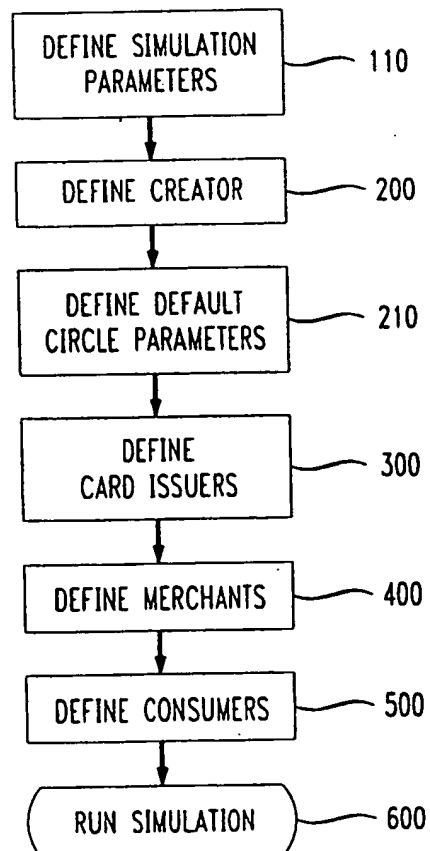 DEFINE SIMULATION
PARAMETERS
110
DEFINE CREATOR
200
DEFINE DEFAULT
CIRCLE PARAMETERS
210
DEFINE
CARD ISSUERS
300
DEFINE MERCHANTS
400
DEFINE CONSUMERS
500
RUN SIMULATION
600